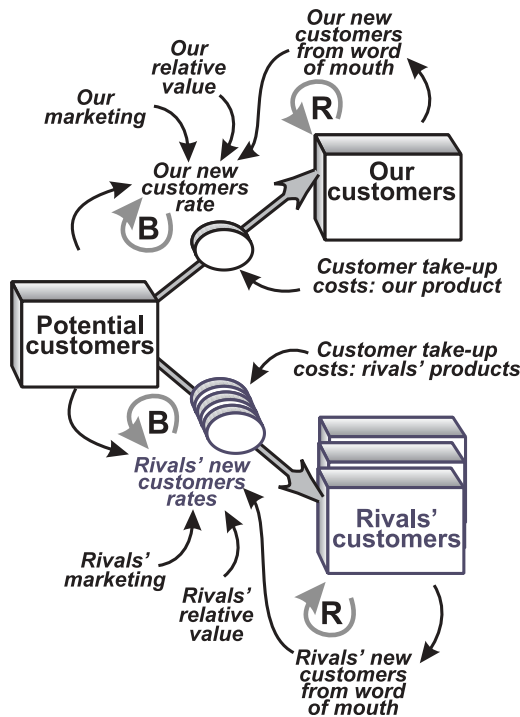 Our new
customers
from word
of mouth
Our
relative
value
Our
marketing
R
Our new
customers
rate
Our
customers
B
Customer take-up
costs: our product
Potential
customers
Customer take-up
costs: rivals' products
B
Rivals' new
customers
rates
Rivals'
customers
Rivals'
marketing
Rivals'
relative
value
R
Rivals' new
customers
from word
of mouth